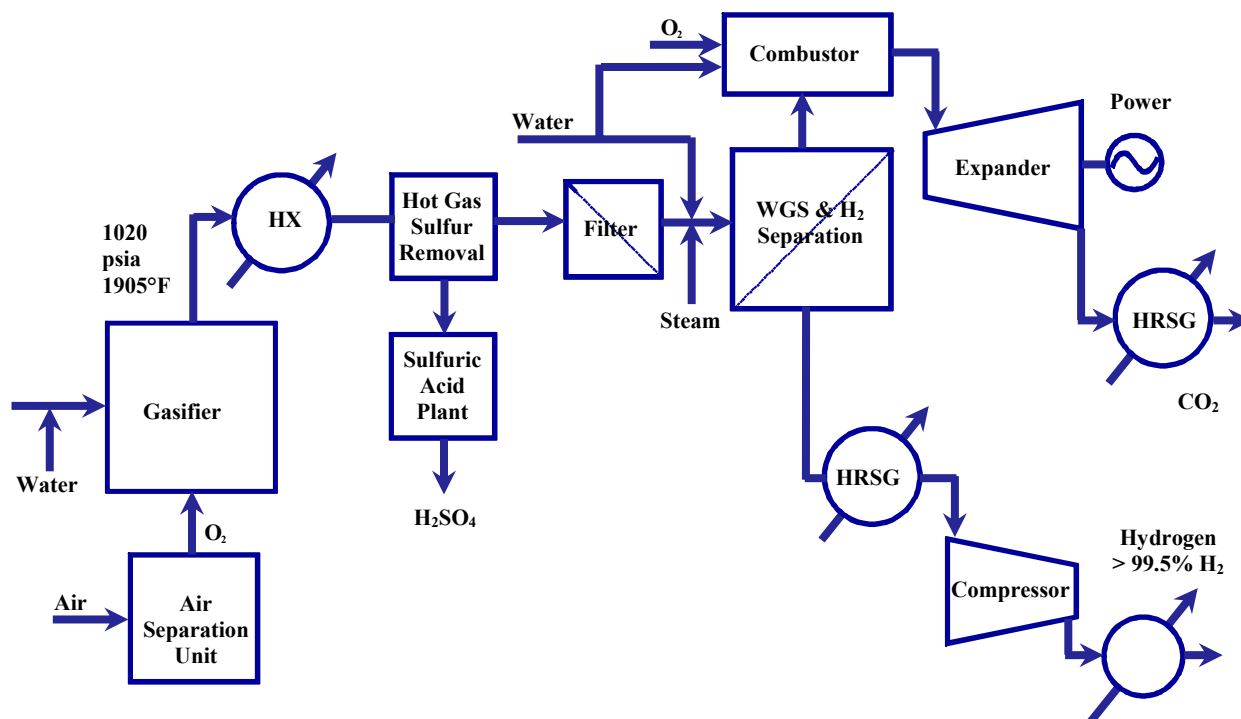 O₂
Combustor
Power
Water
Expander
HX
Hot Gas
Sulfur
Removal
Filter
WGS & H₂
Separation
1020
psia
1905°F
Steam
HRSG
CO₂
Gasifier
Sulfuric
Acid
Plant
Water
HRSG
H₂SO₄
O₂
Hydrogen
> 99.5% H₂
Compressor
Air
Air
Separation
Unit